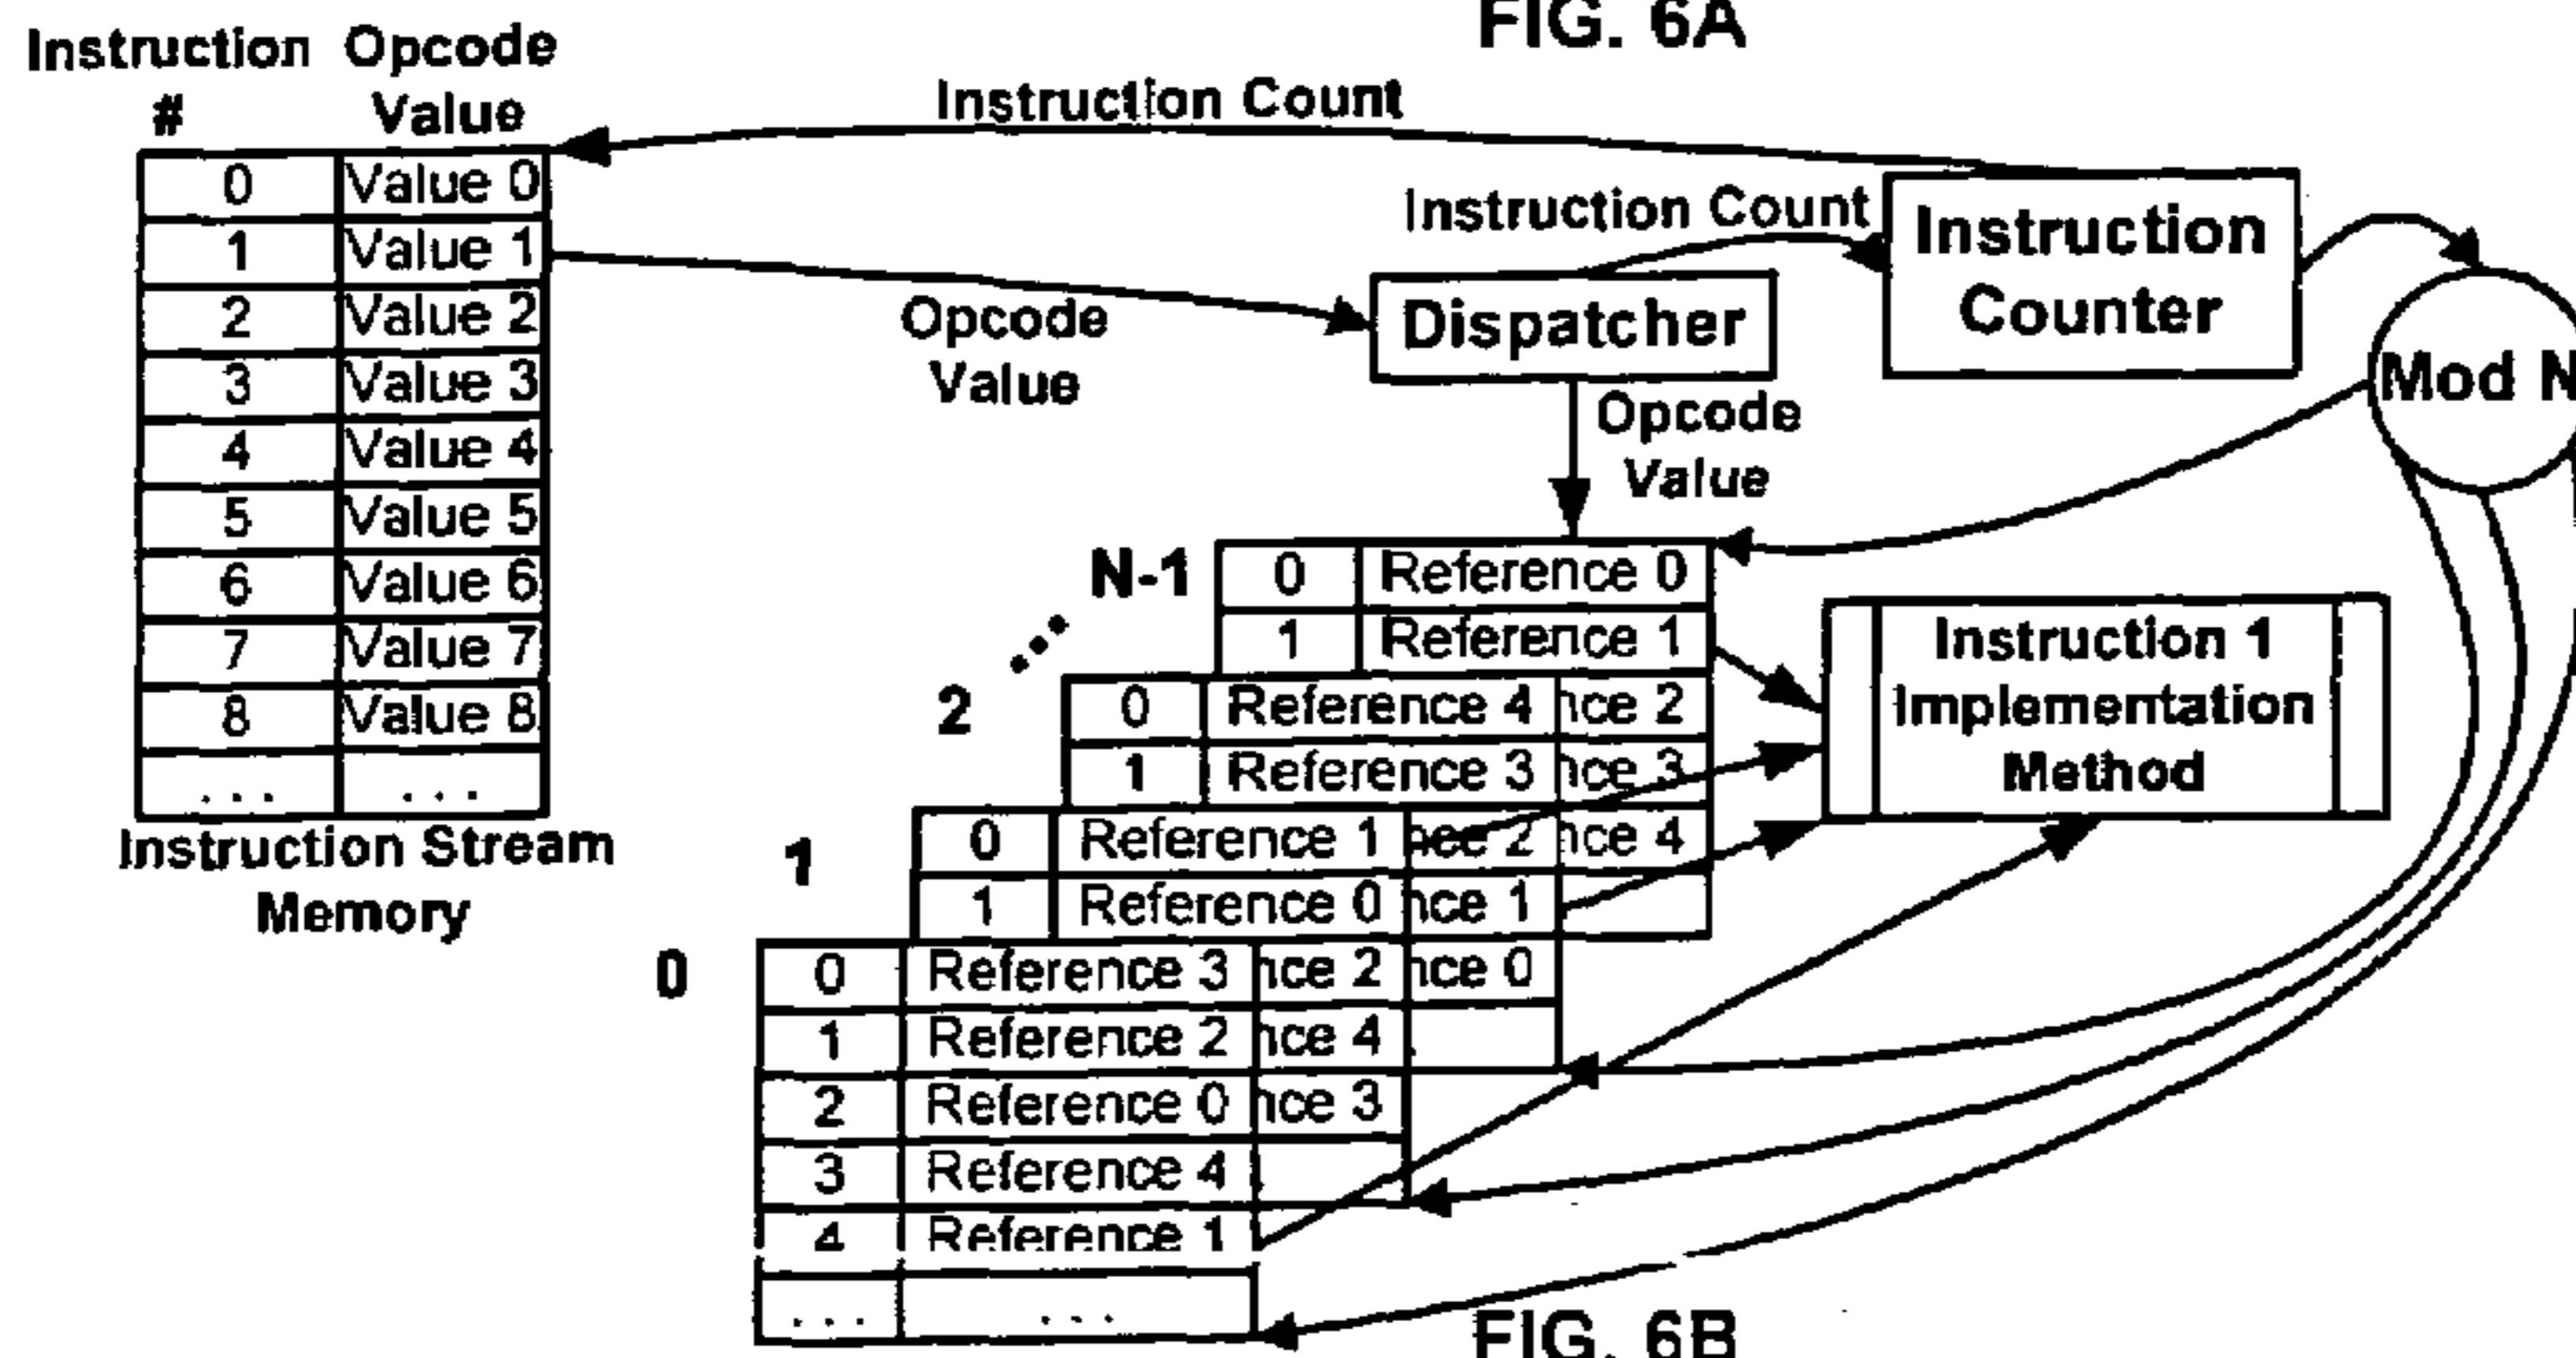 FIG. 6A
Instruction Opcode
# Value
Instruction Count
0 Value 0
1 Value 1
2 Value 2
3 Value 3
4 Value 4
5 Value 5
6 Value 6
7 Value 7
8 Value 8
... ...
Instruction Stream
Memory
Instruction Count
Instruction
Counter
Opcode
Value
Dispatcher
Mod N
Opcode
Value
N-1
0 Reference 0
1 Reference 1
...
2
0 Reference 4 nce 2
1 Reference 3 nce 3
1
0 Reference 1 nce 2 nce 4
1 Reference 0 nce 1
0
0 Reference 3 nce 2 nce 0
1 Reference 2 nce 4
2 Reference 0 nce 3
3 Reference 4
4 Reference 1
... ...
Instruction 1
Implementation
Method
FIG. 6B